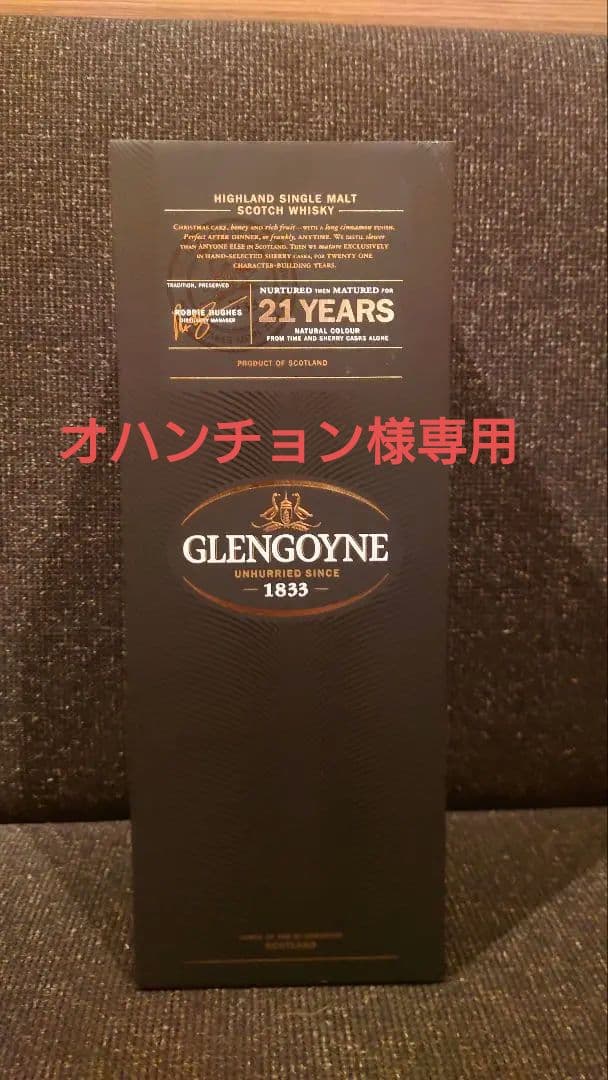 HIGHLAND SINGLE MALT
SCOTCH WHISKY
CHRISTMAS CAKE, honey AND rich fruit—WITH A long cinnamon FINISH.
Perfect AFTER DINNER, or frankly, ANYTIME. WE DISTIL slower
THAN ANYONE ELSE IN SCOTLAND. THEN WE mature EXCLUSIVELY
IN HAND-SELECTED SHERRY CASKS, FOR TWENTY ONE
CHARACTER-BUILDING YEARS.
TRADITION, PRESERVED
ROBBIE HUGHES
DISTILLERY MANAGER
NURTURED THEN MATURED FOR
21 YEARS
NATURAL COLOUR
FROM TIME AND SHERRY CASKS ALONE
PRODUCT OF SCOTLAND
オハンチョン様専用
GLENGOYNE
UNHURRIED SINCE
1833
SCOTLAND